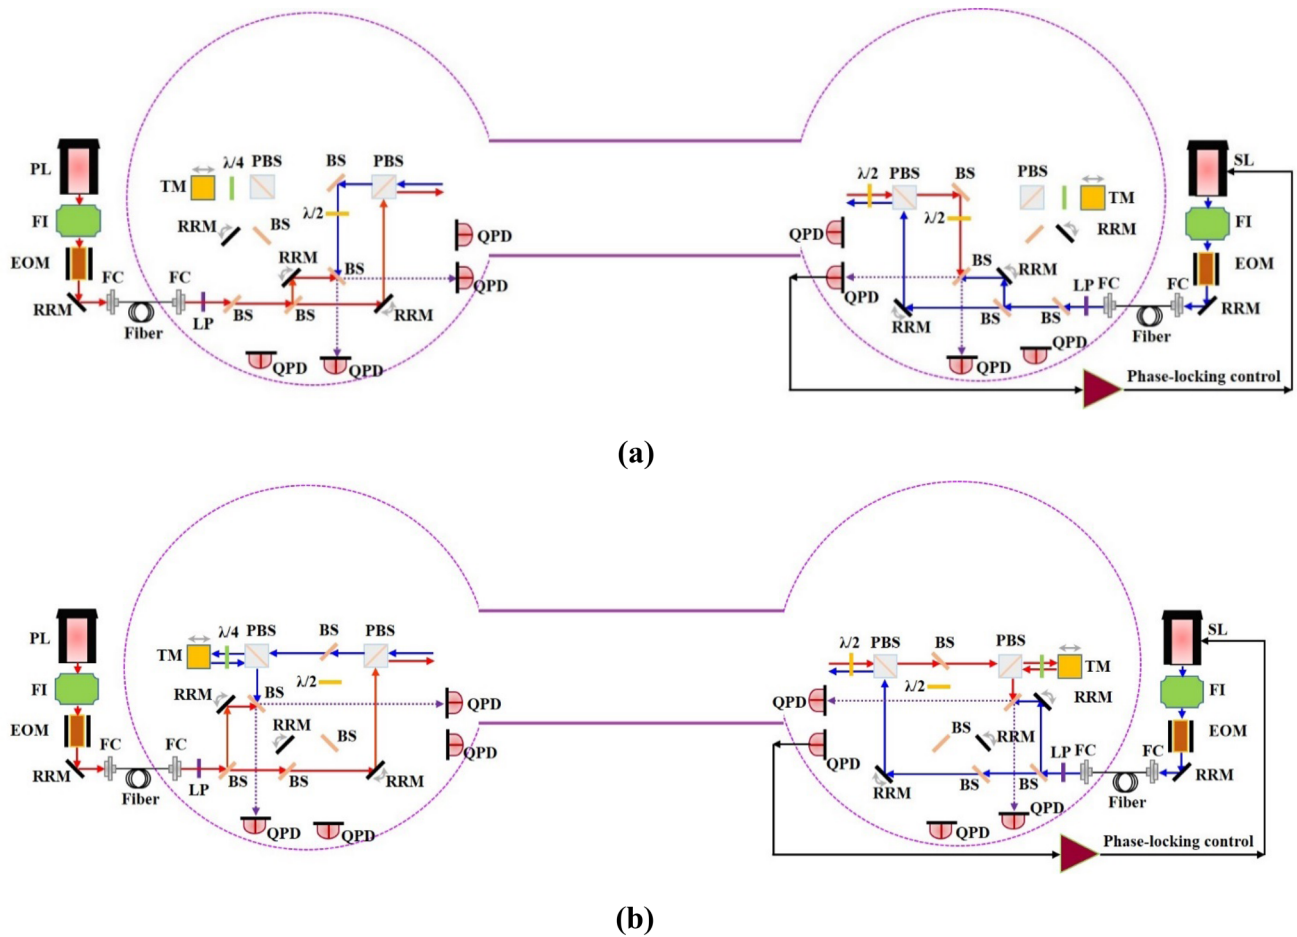 λ/4 PBS BS PBS
TM
PL
FI
λ/2
RRM BS
QPD
EOM
FC FC
RRM BS
QPD
RRM
LP BS BS RRM
Fiber
QPD QPD
λ/2 PBS BS PBS
SL
TM
λ/2
FI
QPD
RRM
BS
RRM
EOM
QPD
LP FC FC
RRM BS BS
RRM
Fiber
QPD
QPD
Phase-locking control
(a)
λ/4 PBS BS PBS
PL
TM
FI
λ/2
RRM BS
QPD
EOM
RRM
FC FC
BS
QPD
RRM
LP BS BS RRM
Fiber
QPD QPD
λ/2 PBS BS PBS
SL
TM
λ/2
FI
QPD
RRM
BS
RRM
EOM
QPD
LP FC FC
RRM BS BS
RRM
Fiber
QPD
QPD
Phase-locking control
(b)